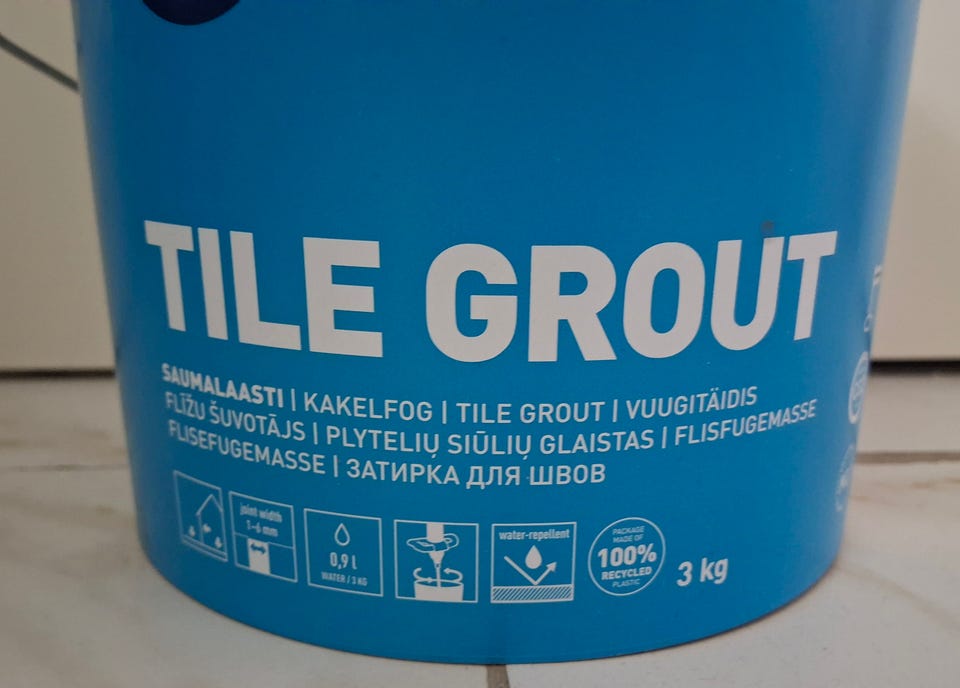 TILE GROUT
SAUMALAASTI | KAKELFOG | TILE GROUT | VUUGITÄIDIS
FLĪŽU ŠUVOTĀJS | PLYTELIŲ SIŪLIŲ GLAISTAS | FLISFUGEMASSE
FLISEFUGEMASSE | ЗАТИРКА ДЛЯ ШВОВ
joint width
1–6 mm
0,9 l
WATER / 3 KG
water-repellent
PACKAGE
MADE OF
100%
RECYCLED
PLASTIC
3 kg